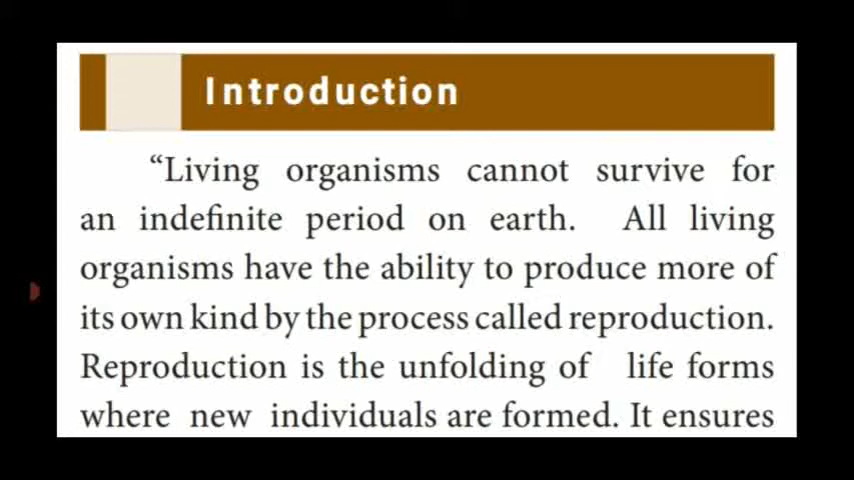 Introduction
“Living organisms cannot survive for
an indefinite period on earth. All living
organisms have the ability to produce more of
its own kind by the process called reproduction.
Reproduction is the unfolding of life forms
where new individuals are formed. It ensures